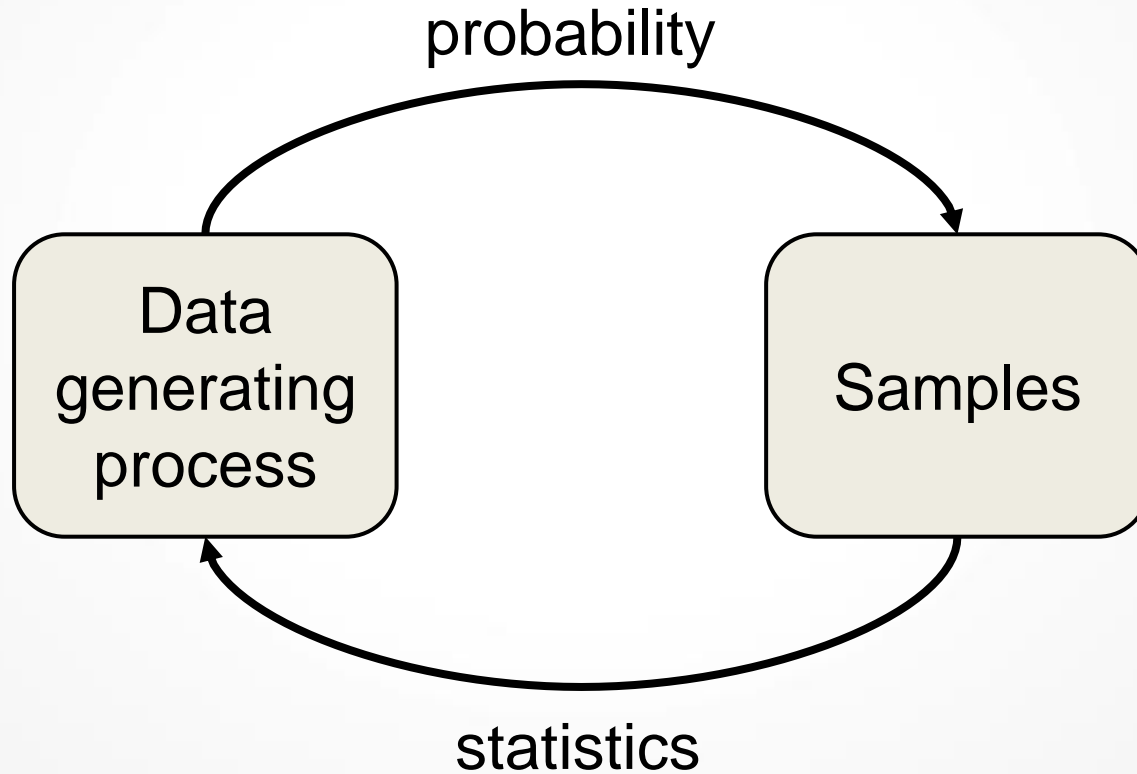 probability
Data
generating
process
Samples
statistics